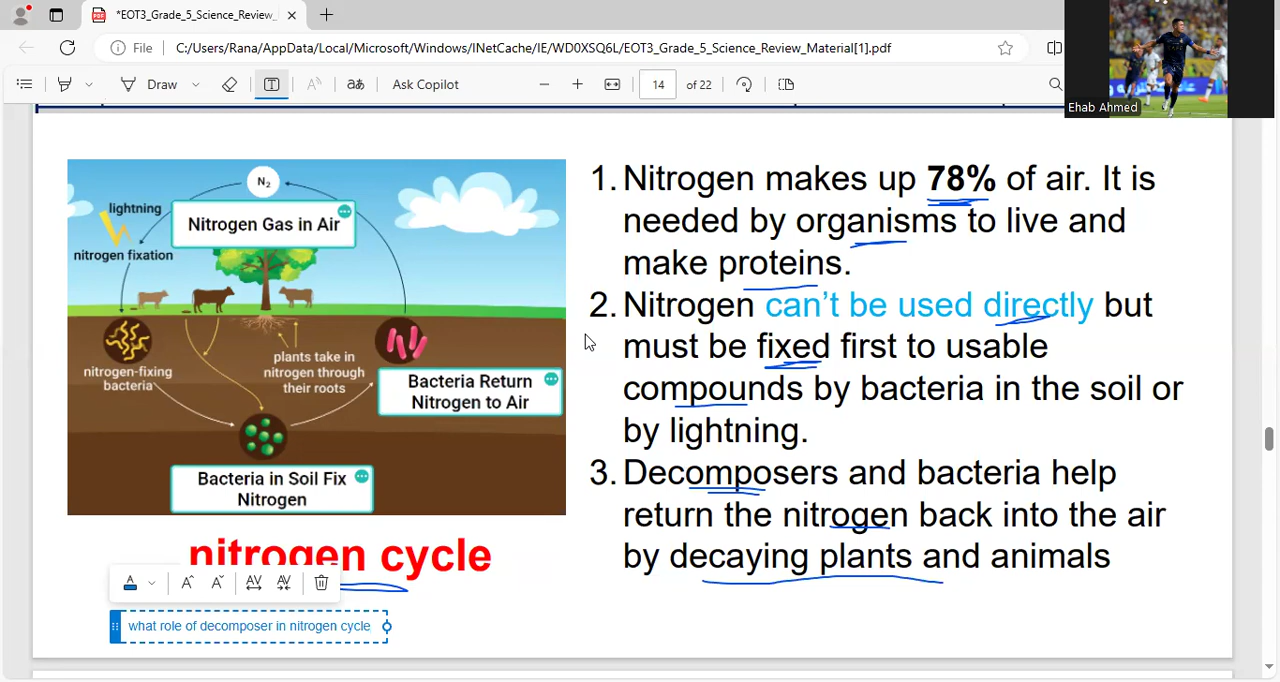 *EOT3_Grade_5_Science_Review_
File
C:/Users/Rana/AppData/Local/Microsoft/Windows/INetCache/IE/WD0XSQ6L/EOT3_Grade_5_Science_Review_Material[1].pdf
Draw
aあ
Ask Copilot
14 of 22
Ehab Ahmed
N₂
lightning
Nitrogen Gas in Air
nitrogen fixation
nitrogen-fixing
bacteria
plants take in
nitrogen through
their roots
Bacteria Return
Nitrogen to Air
Bacteria in Soil Fix
Nitrogen
nitrogen cycle
what role of decomposer in nitrogen cycle
1. Nitrogen makes up 78% of air. It is
needed by organisms to live and
make proteins.
2. Nitrogen can’t be used directly but
must be fixed first to usable
compounds by bacteria in the soil or
by lightning.
3. Decomposers and bacteria help
return the nitrogen back into the air
by decaying plants and animals